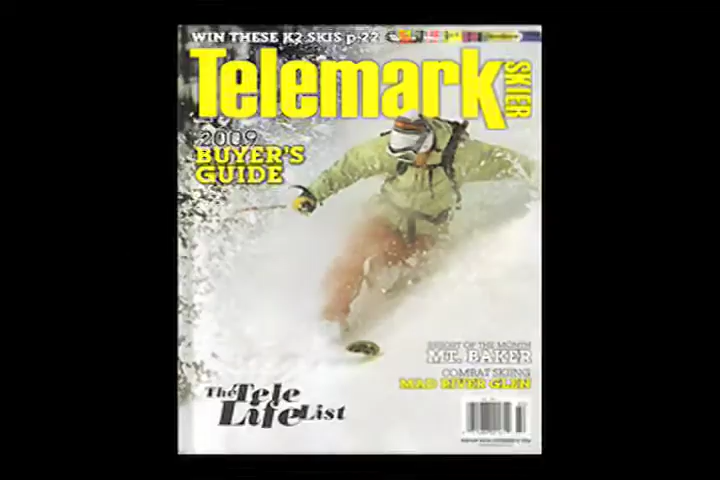 WIN THESE K2 SKIS p.22
Telemark
SKIER
2009
BUYER'S
GUIDE
RESORT OF THE MONTH
MT. BAKER
COMBAT SKIING
MAD RIVER GLEN
The Tele
Life List